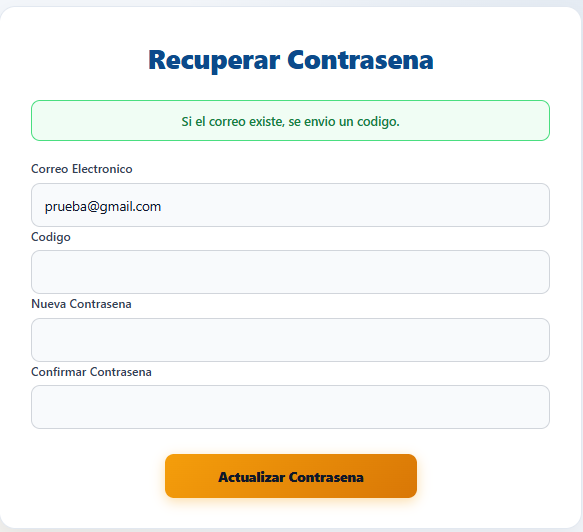 Recuperar Contrasena
Si el correo existe, se envio un codigo.
Correo Electronico
prueba@gmail.com
Codigo
Nueva Contrasena
Confirmar Contrasena
Actualizar Contrasena